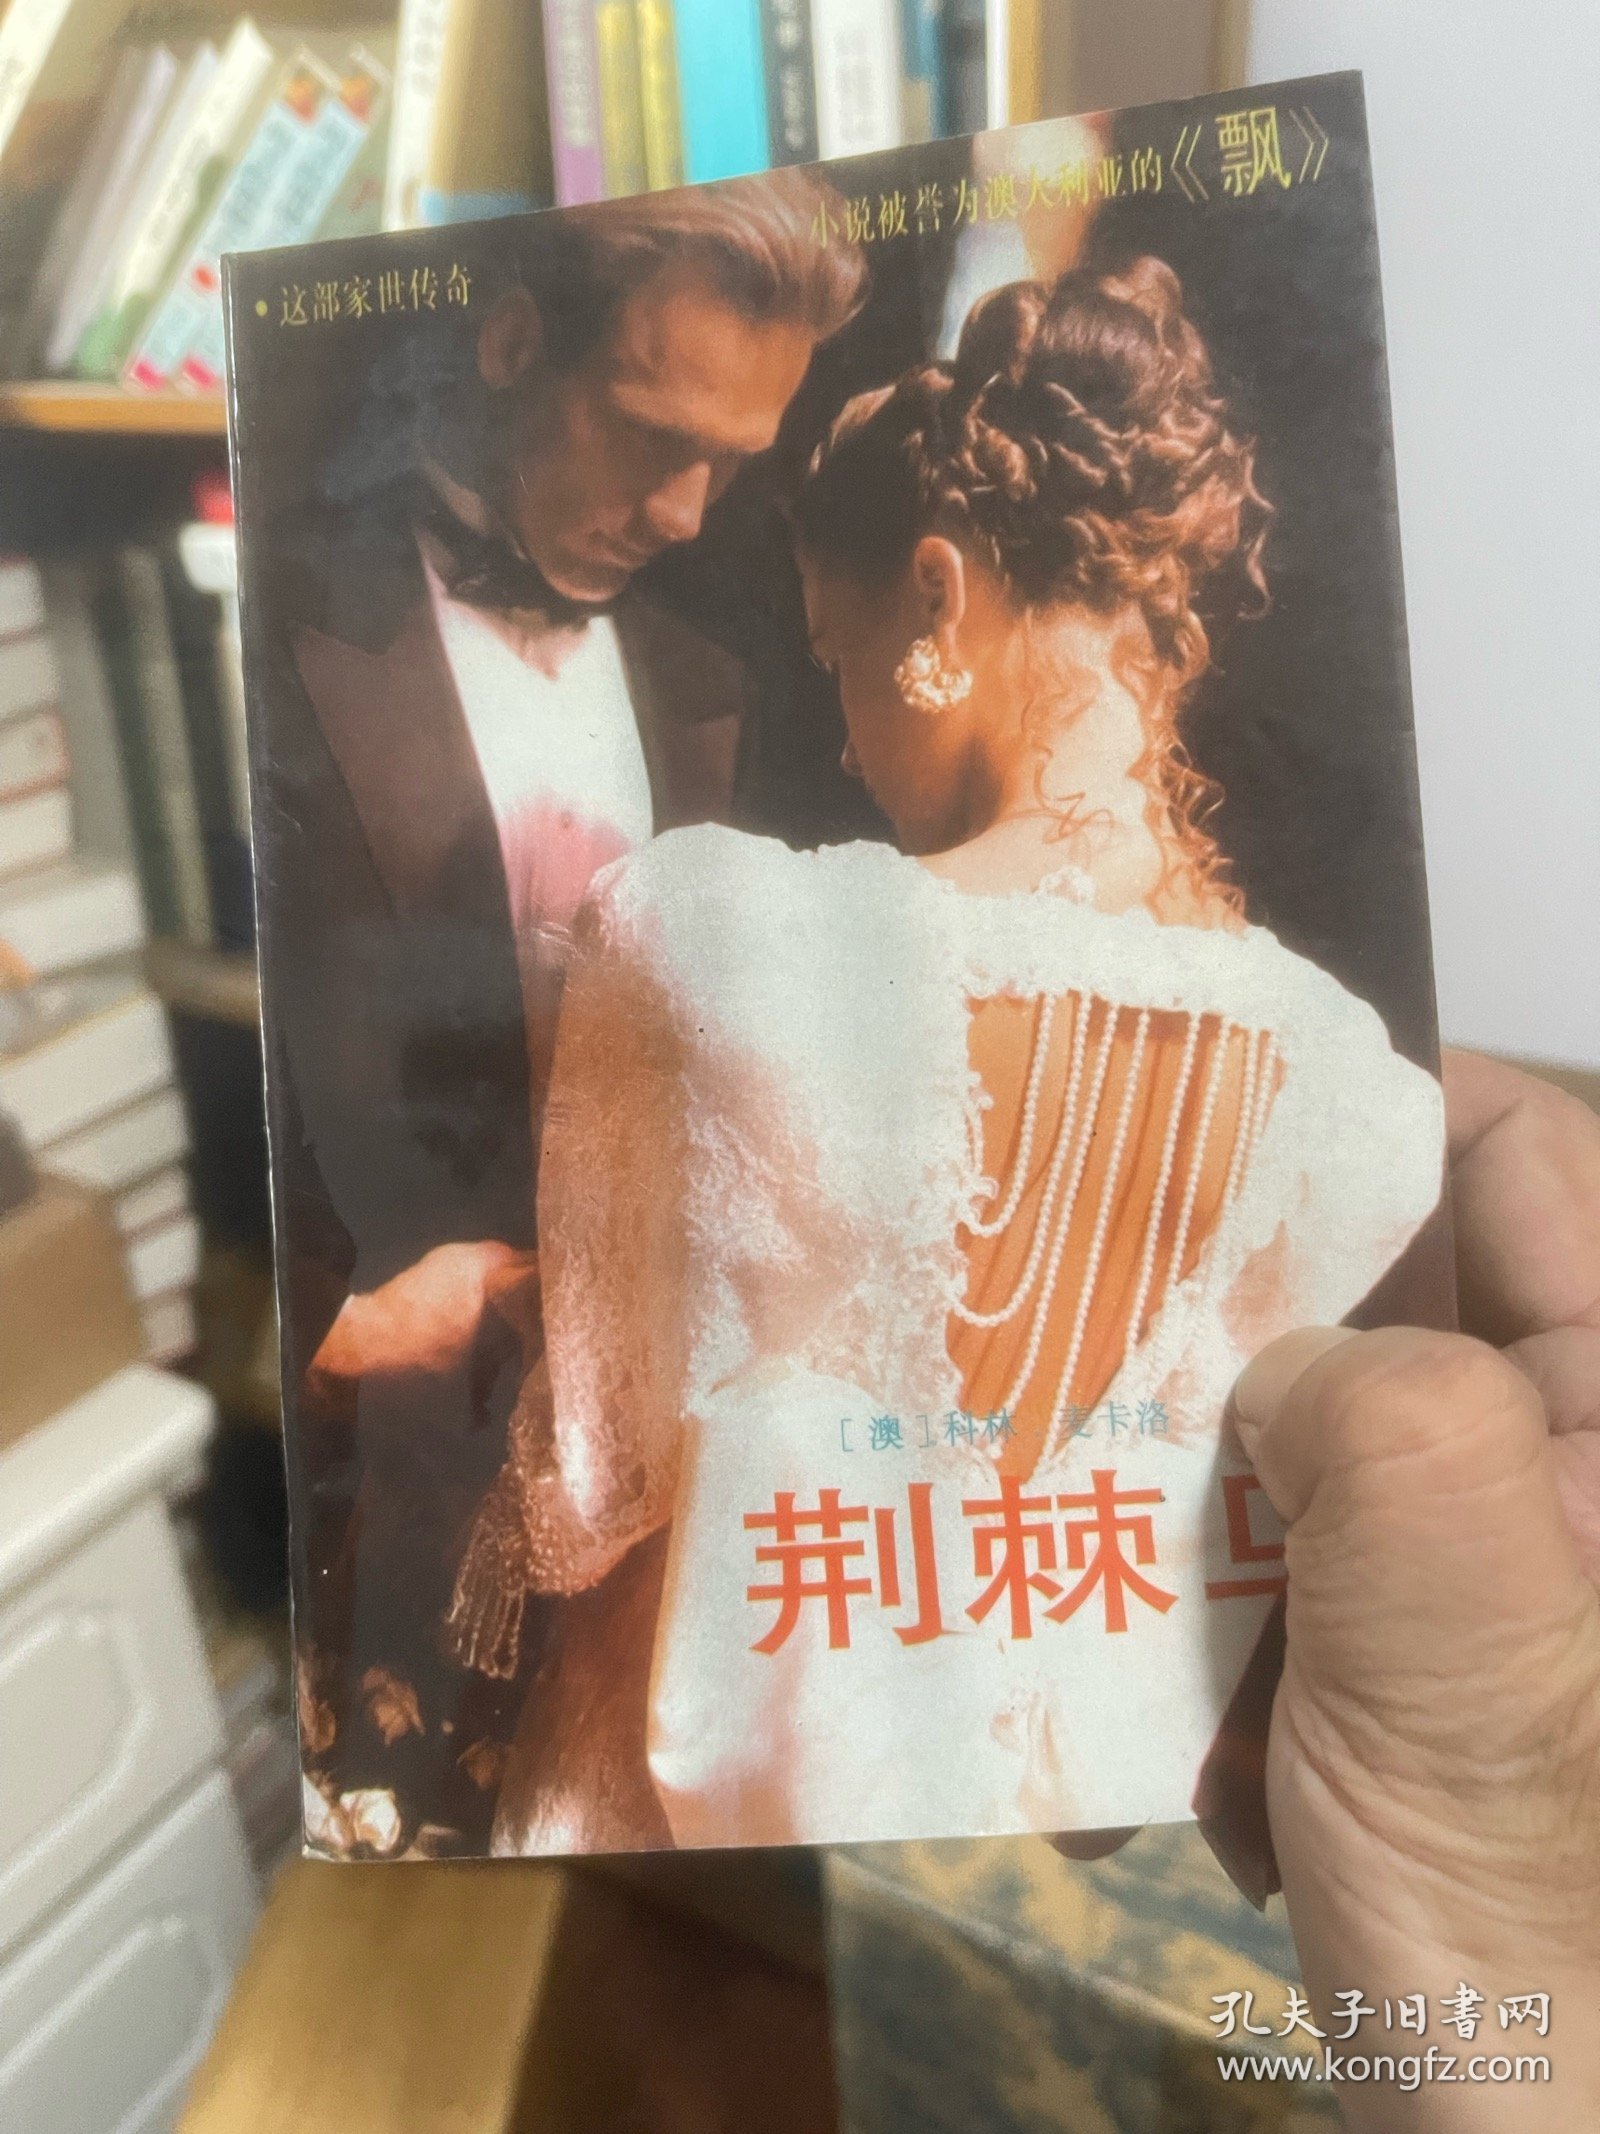 • 这部家世传奇
小说被誉为澳大利亚的《飘》
[澳]科林．麦卡洛
荆棘
孔夫子旧書网
www.kongfz.com